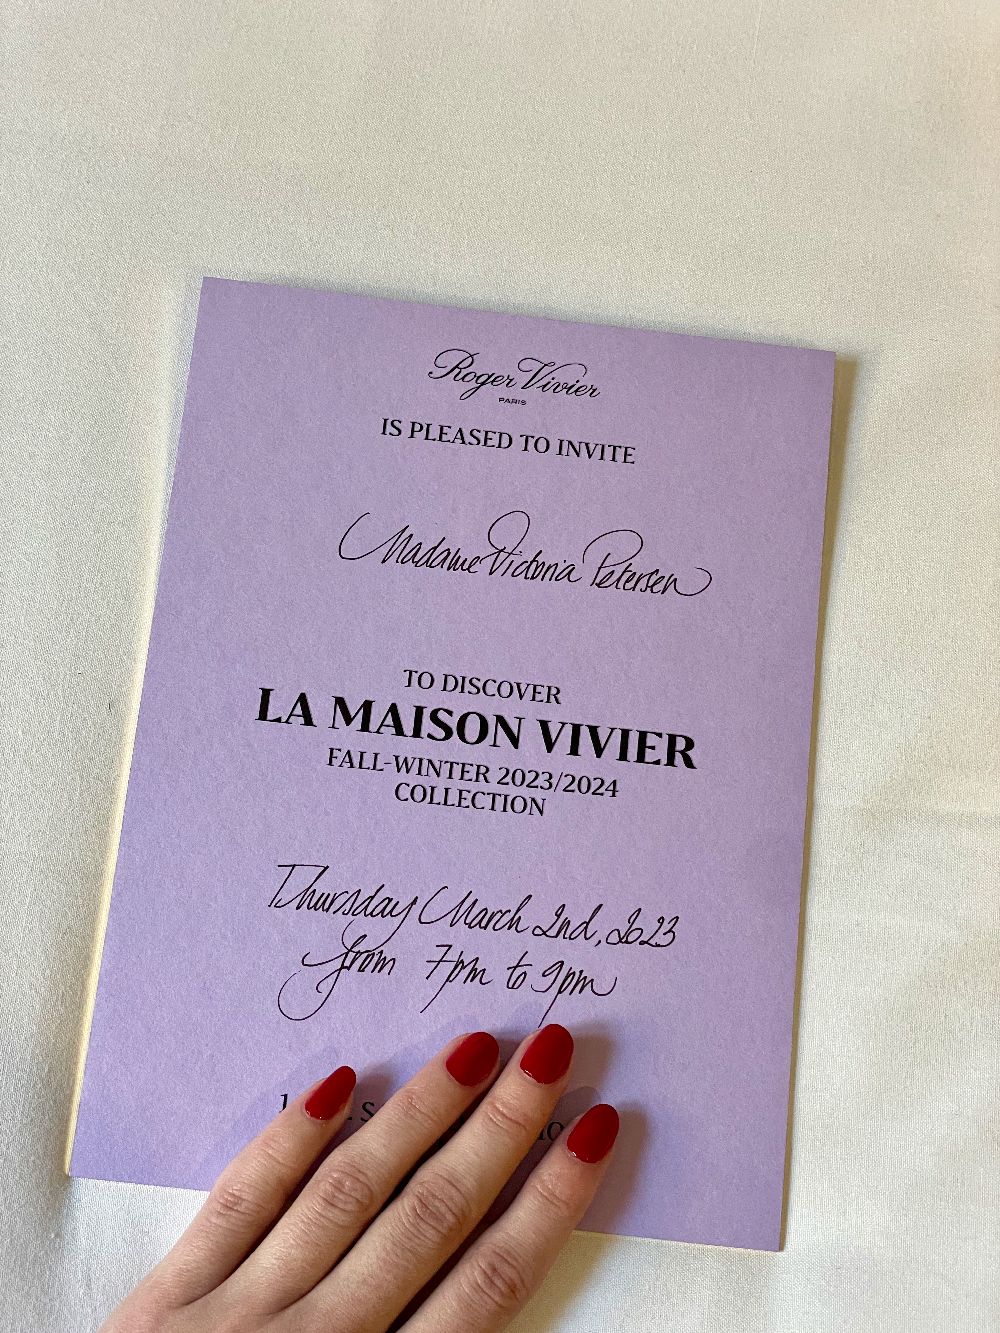 Roger Vivier
PARIS
IS PLEASED TO INVITE
Madame Victoria Petersen
TO DISCOVER
LA MAISON VIVIER
FALL-WINTER 2023/2024
COLLECTION
Thursday March 2nd, 2023
from 7pm to 9pm